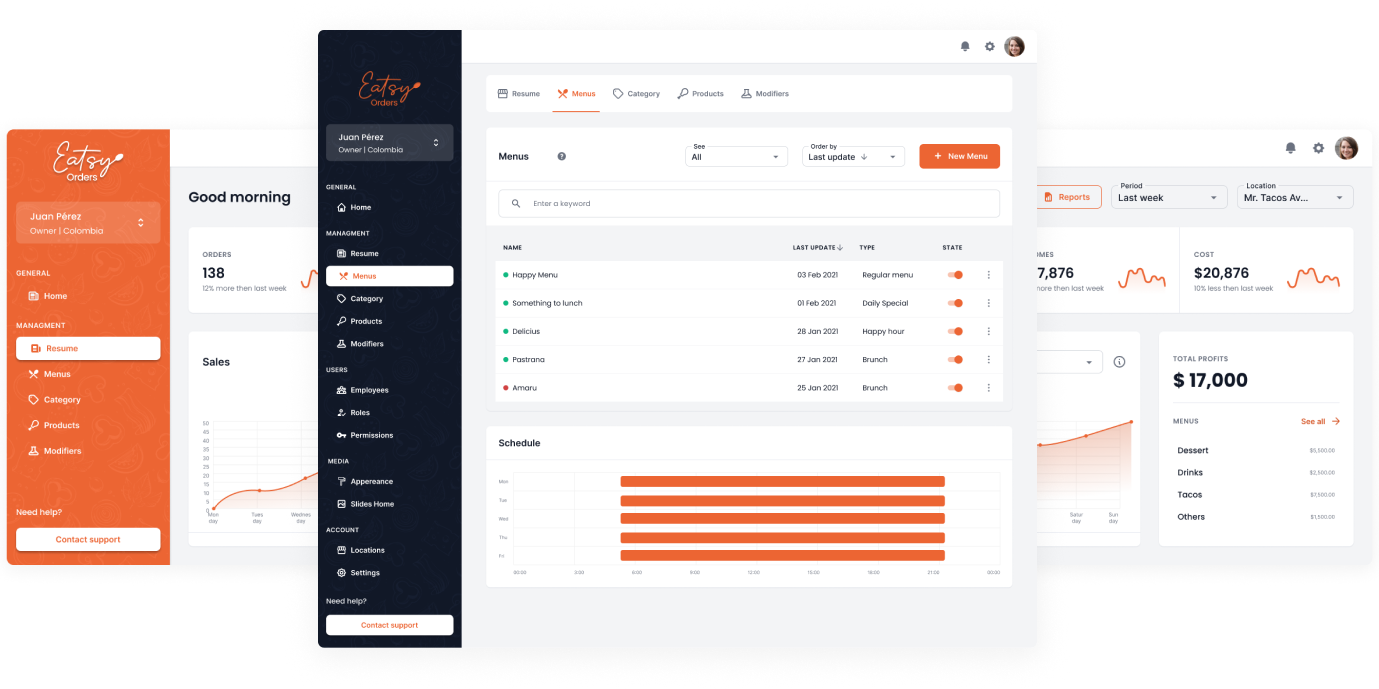 Eatsy
Orders
Juan Pérez
Owner | Colombia
GENERAL
Home
MANAGMENT
Resume
Menus
Category
Products
Modifiers
Need help?
Contact support
Good morning
ORDERS
138
12% more then last week
Sales
50
45
40
35
30
25
20
15
10
5
0
Mon
day
Tues
day
Wednes
day
Eatsy
Orders
Juan Pérez
Owner | Colombia
GENERAL
Home
MANAGMENT
Resume
Menus
Category
Products
Modifiers
USERS
Employees
Roles
Permissions
MEDIA
Appereance
Slides Home
ACCOUNT
Locations
Settings
Need help?
Contact support
Resume Menus Category Products Modifiers
Menus
See
All
Order by
Last update
+ New Menu
Enter a keyword
NAME LAST UPDATE TYPE STATE
Happy Menu 03 Feb 2021 Regular menu
Something to lunch 01 Feb 2021 Daily Special
Delicius 28 Jan 2021 Happy hour
Pastrana 27 Jan 2021 Brunch
Amaru 25 Jan 2021 Brunch
Schedule
Mon
Tue
Wed
Thu
Fri
00:00 3:00 6:00 9:00 12:00 15:00 18:00 21:00 00:00
Reports
Period
Last week
Location
Mr. Tacos Av...
MES
7,876
more then last week
COST
$20,876
10% less then last week
Satur
day
Sun
day
TOTAL PROFITS
$ 17,000
MENUS
See all
Dessert $5,500.00
Drinks $2,500.00
Tacos $7,500.00
Others $1,500.00